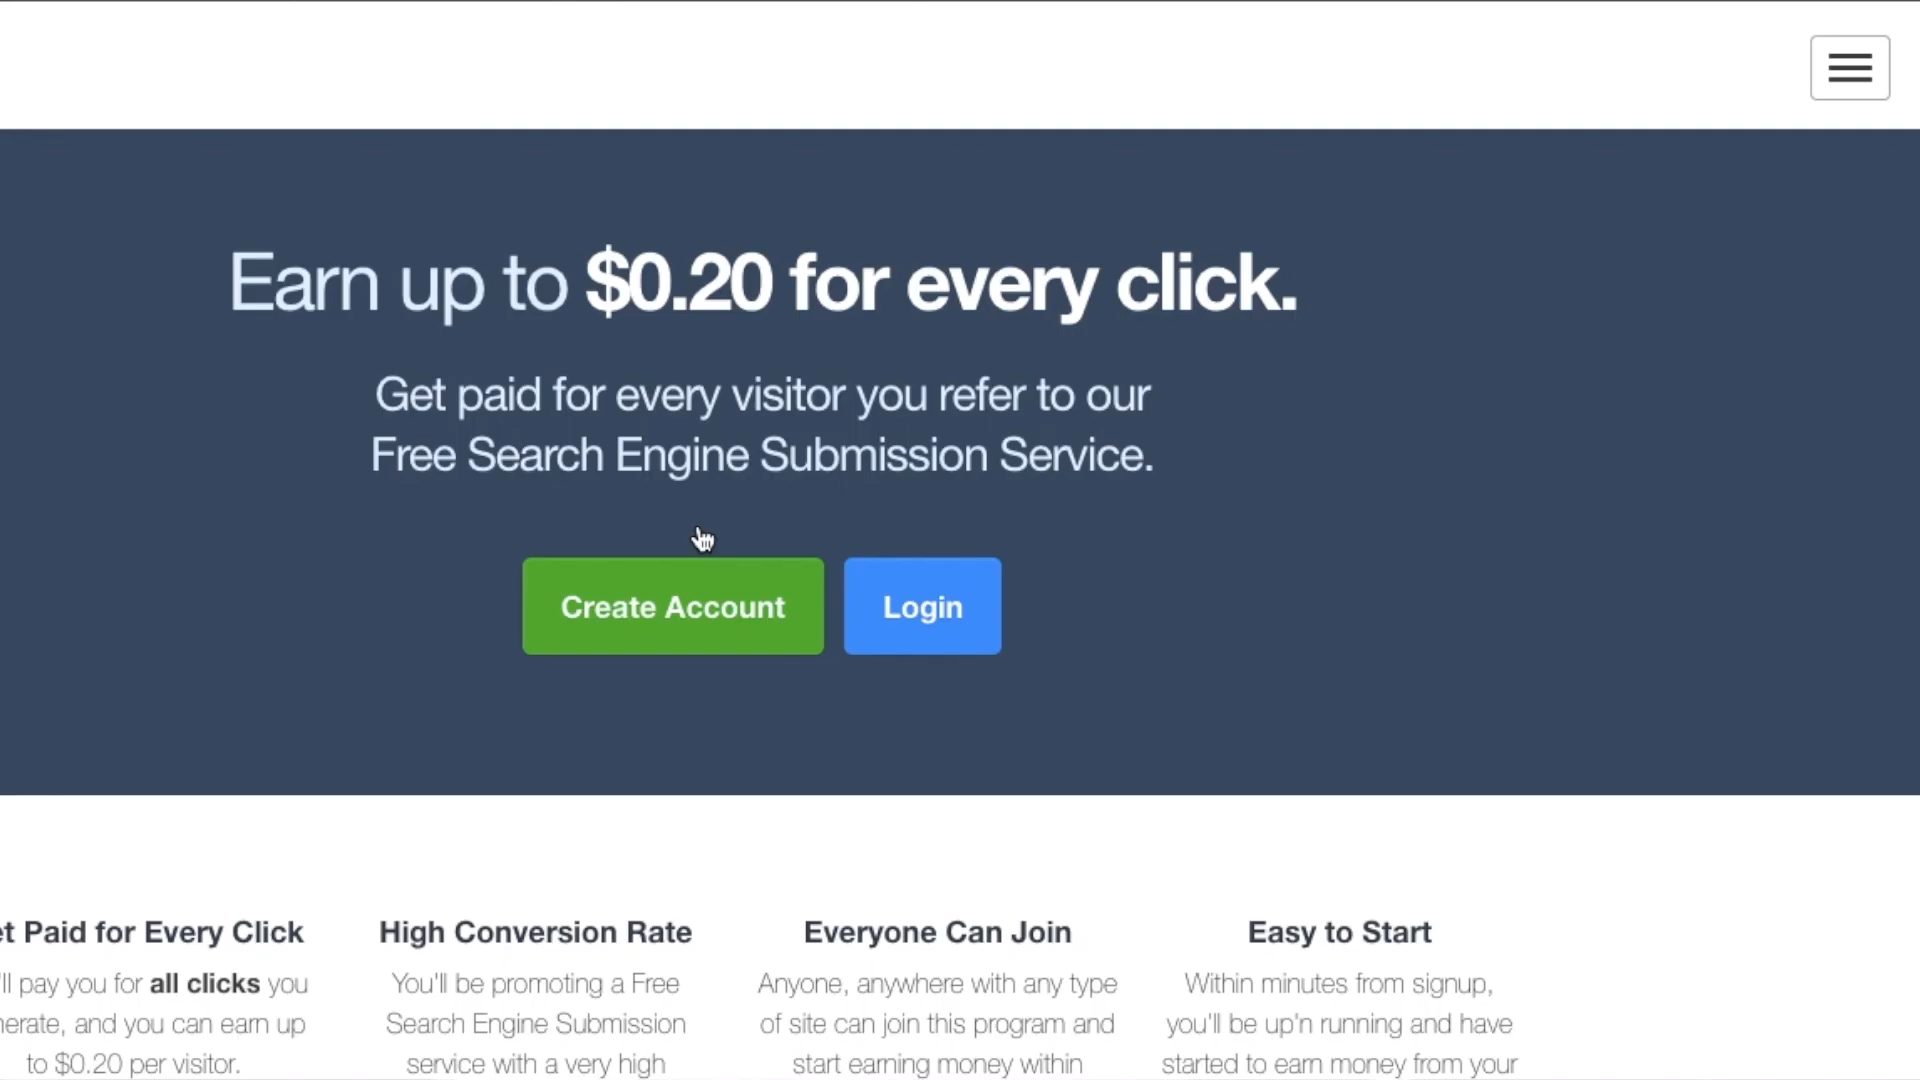 Earn up to $0.20 for every click.
Get paid for every visitor you refer to our
Free Search Engine Submission Service.
Create Account
Login
Paid for Every Click
pay you for all clicks you
and you can earn up
to $0.20 per visitor.
High Conversion Rate
You'll be promoting a Free
Search Engine Submission
service with a very high
Everyone Can Join
Anyone, anywhere with any type
of site can join this program and
start earning money within
Easy to Start
Within minutes from signup,
you'll be up'n running and have
started to earn money from your